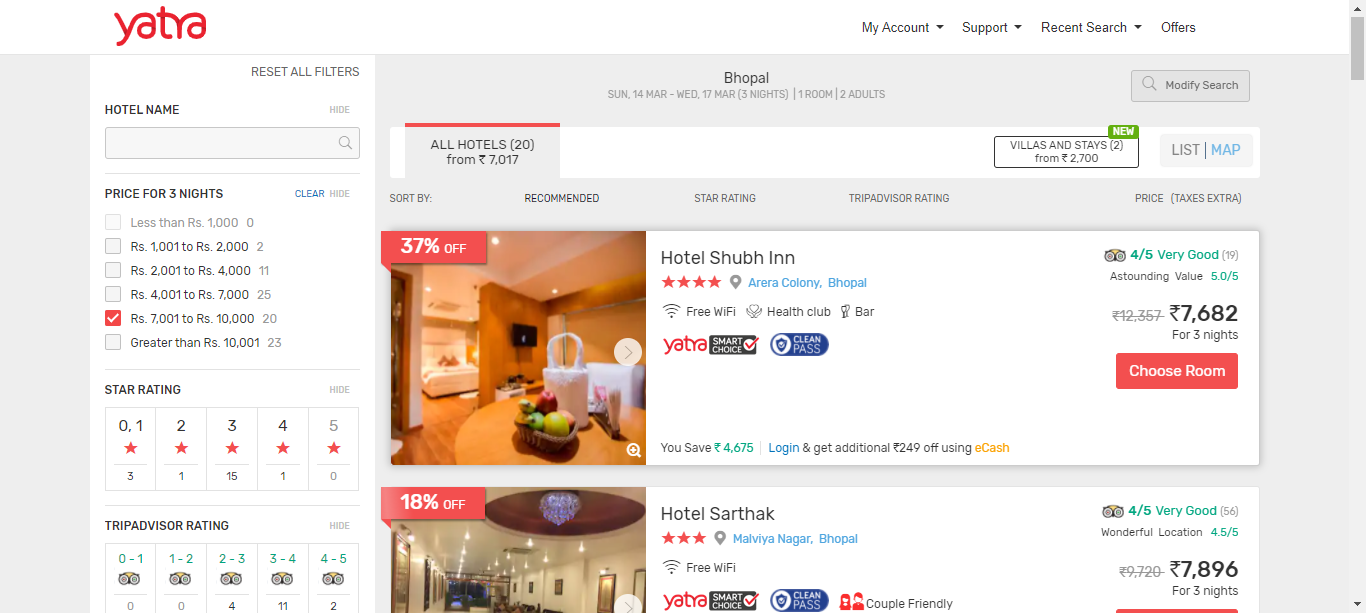 yatra
My Account
Support
Recent Search
Offers
RESET ALL FILTERS
HOTEL NAME HIDE
PRICE FOR 3 NIGHTS CLEAR HIDE
Less than Rs. 1,000 0
Rs. 1,001 to Rs. 2,000 2
Rs. 2,001 to Rs. 4,000 11
Rs. 4,001 to Rs. 7,000 25
Rs. 7,001 to Rs. 10,000 20
Greater than Rs. 10,001 23
STAR RATING HIDE
0, 1 2 3 4 5
3 1 15 1 0
TRIPADVISOR RATING HIDE
0 - 1 1 - 2 2 - 3 3 - 4 4 - 5
0 0 4 11 2
Bhopal
SUN, 14 MAR - WED, 17 MAR (3 NIGHTS) | 1 ROOM | 2 ADULTS
Modify Search
ALL HOTELS (20)
from ₹ 7,017
NEW
VILLAS AND STAYS (2)
from ₹ 2,700
LIST | MAP
SORT BY: RECOMMENDED STAR RATING TRIPADVISOR RATING PRICE (TAXES EXTRA)
37% OFF
Hotel Shubh Inn
Arera Colony, Bhopal
Free WiFi Health club Bar
yatra SMART CHOICE CLEAN PASS
4/5 Very Good (19)
Astounding Value 5.0/5
₹12,357 ₹7,682
For 3 nights
Choose Room
You Save ₹ 4,675 | Login & get additional ₹249 off using eCash
18% OFF
Hotel Sarthak
Malviya Nagar, Bhopal
Free WiFi
yatra SMART CHOICE CLEAN PASS Couple Friendly
4/5 Very Good (56)
Wonderful Location 4.5/5
₹9,720 ₹7,896
For 3 nights